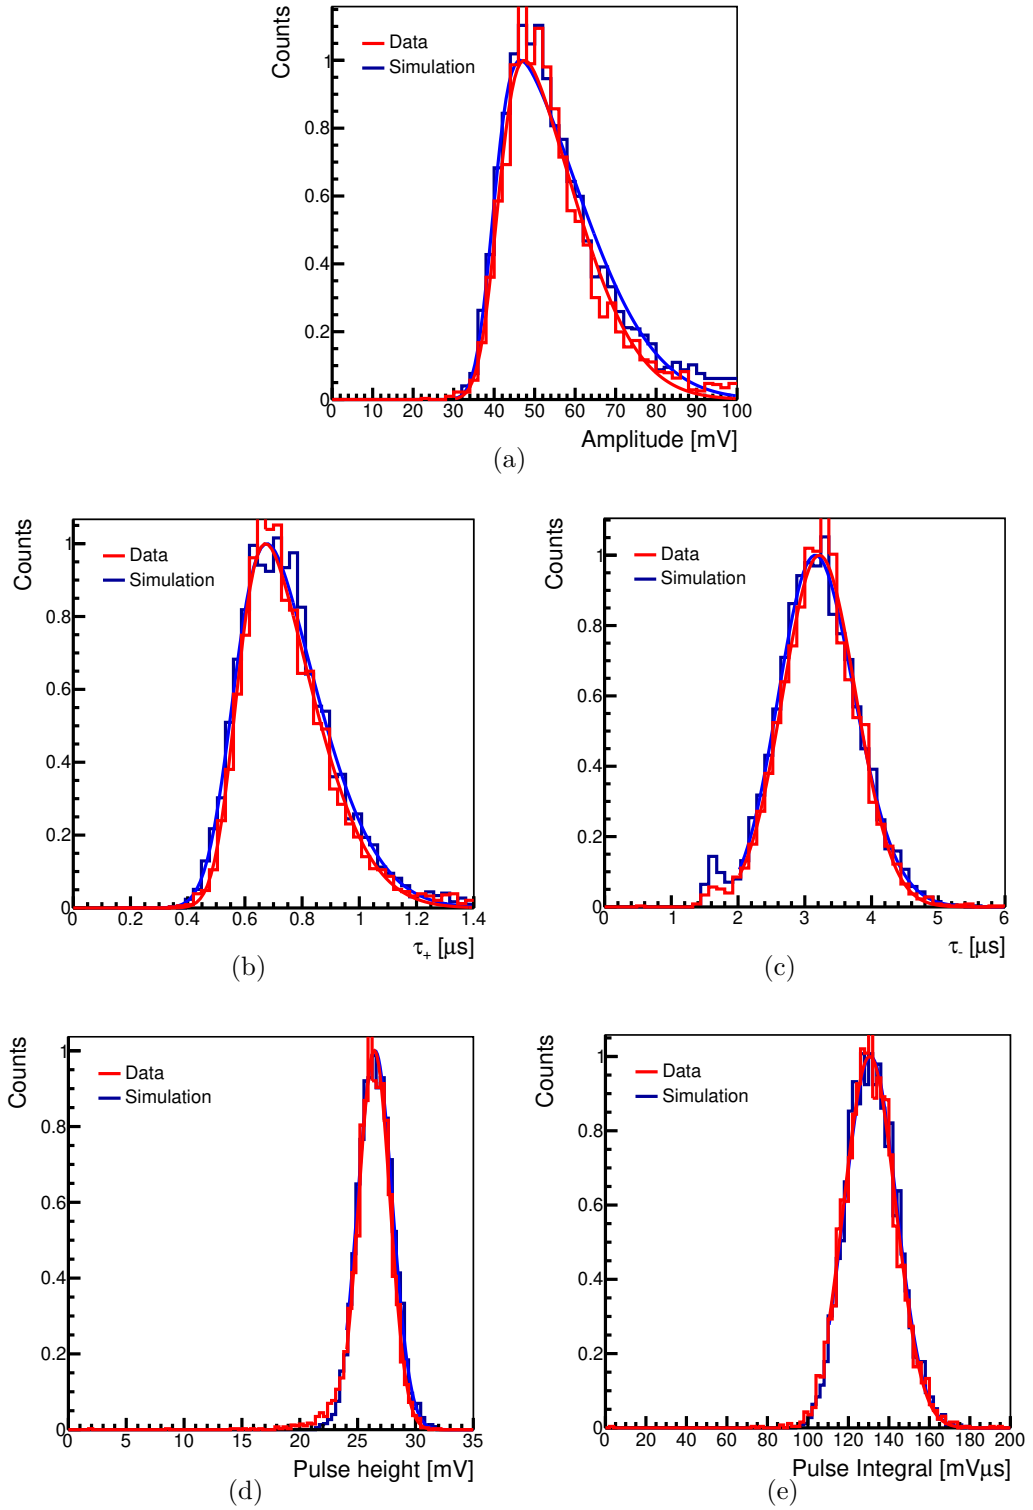 Counts
Data
Simulation
1
0.8
0.6
0.4
0.2
0
0 10 20 30 40 50 60 70 80 90 100
Amplitude [mV]
(a)
Counts
Data
Simulation
1
0.8
0.6
0.4
0.2
0
0 0.2 0.4 0.6 0.8 1 1.2 1.4
τ+ [μs]
(b)
Counts
Data
Simulation
1
0.8
0.6
0.4
0.2
0
0 1 2 3 4 5 6
τ- [μs]
(c)
Counts
Data
Simulation
1
0.8
0.6
0.4
0.2
0
0 5 10 15 20 25 30 35
Pulse height [mV]
(d)
Counts
Data
Simulation
1
0.8
0.6
0.4
0.2
0
0 20 40 60 80 100 120 140 160 180 200
Pulse Integral [mVμs]
(e)